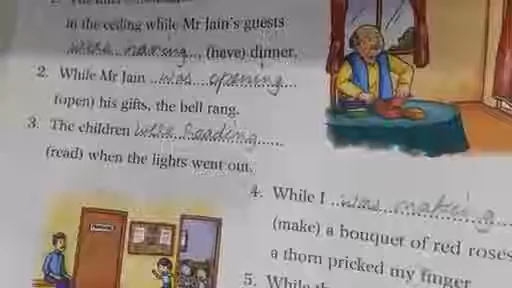 in the ceiling while Mr Jain's guests
were having (have) dinner.
2. While Mr Jain ..was opening....
(open) his gifts, the bell rang.
3. The children were Reading......
(read) when the lights went out.
4. While I ..was making...
(make) a bouquet of red roses
a thorn pricked my finger
5. While